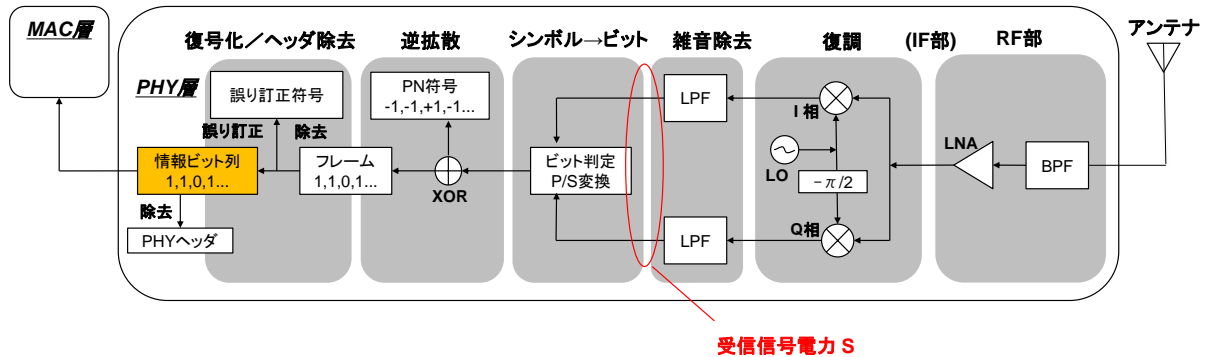 MAC層
PHY層
復号化／ヘッダ除去
逆拡散
シンボル→ビット
雑音除去
復調
(IF部)
RF部
アンテナ
誤り訂正符号
PN符号
-1,-1,+1,-1...
LPF
I 相
誤り訂正
除去
情報ビット列
1,1,0,1...
フレーム
1,1,0,1...
XOR
ビット判定
P/S変換
LO
－π/2
LNA
BPF
除去
PHYヘッダ
LPF
Q相
受信信号電力 S